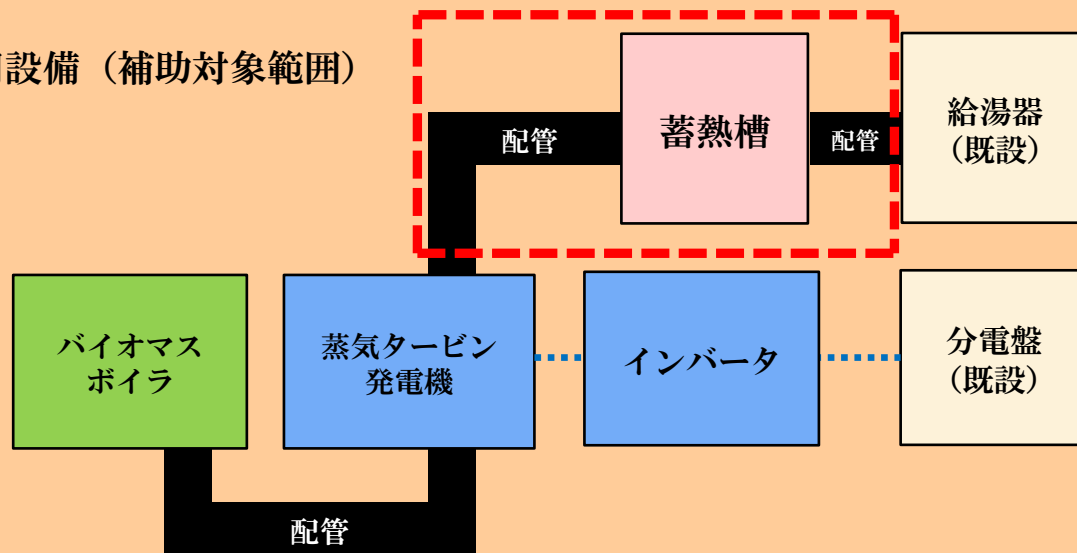 設備（補助対象範囲）
配管
蓄熱槽
配管
給湯器
（既設）
バイオマス
ボイラ
蒸気タービン
発電機
インバータ
分電盤
（既設）
配管